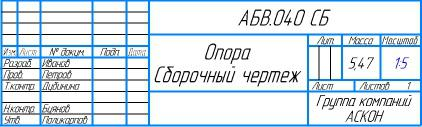 АБВ.040 СБ
Изм. Лист № докум. Подп. Дата
Разраб. Иванов
Пров. Петров
Т.контр. Дибинина
Н.контр. Буянов
Утв. Поликарпов
Опора
Сборочный чертеж
Лит. Масса Масштаб
5,47 1:5
Лист Листов 1
Группа компаний
АСКОН